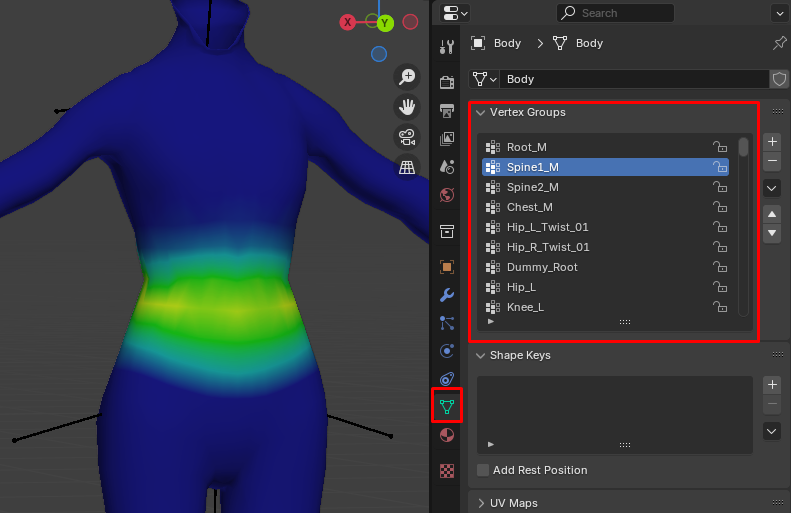 X
Y
Search
Body
Body
Body
Vertex Groups
Root_M
Spine1_M
Spine2_M
Chest_M
Hip_L_Twist_01
Hip_R_Twist_01
Dummy_Root
Hip_L
Knee_L
Shape Keys
Add Rest Position
UV Maps